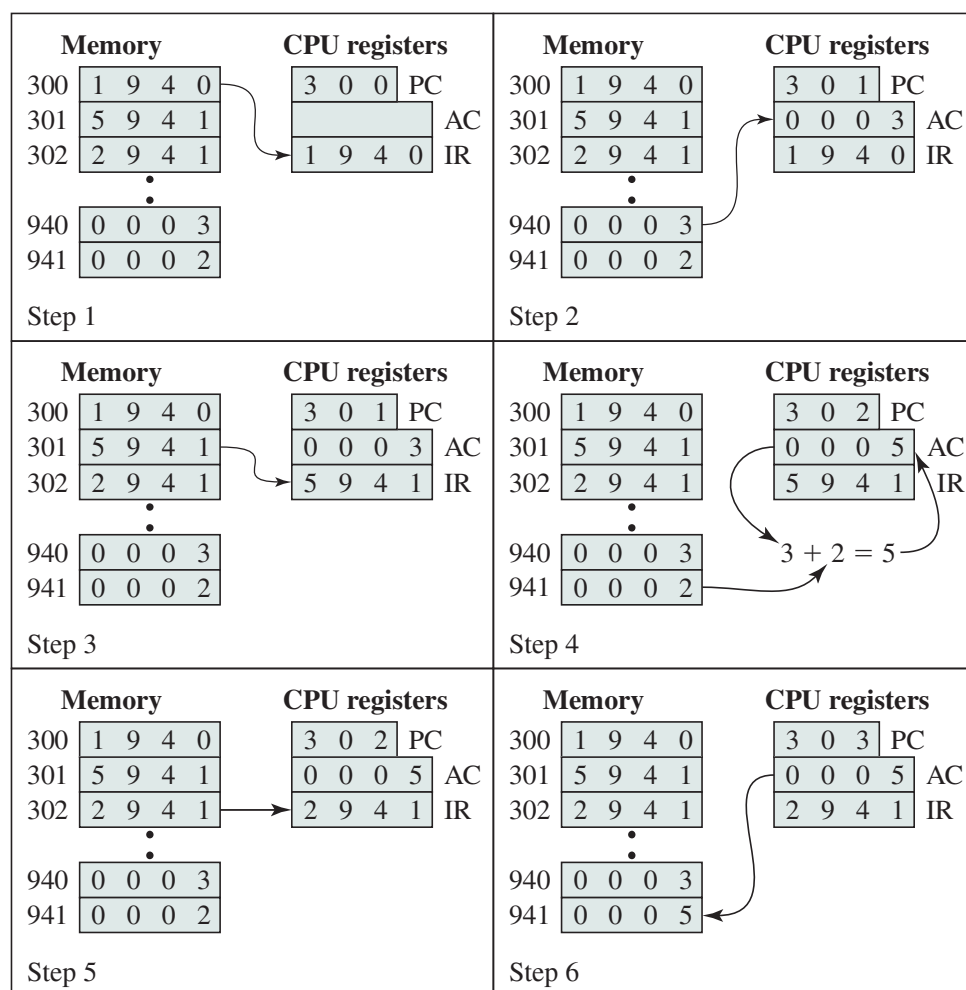 Memory CPU registers
300 1 9 4 0 3 0 0 PC
301 5 9 4 1 AC
302 2 9 4 1 1 9 4 0 IR
940 0 0 0 3
941 0 0 0 2
Step 1
Memory CPU registers
300 1 9 4 0 3 0 1 PC
301 5 9 4 1 0 0 0 3 AC
302 2 9 4 1 1 9 4 0 IR
940 0 0 0 3
941 0 0 0 2
Step 2
Memory CPU registers
300 1 9 4 0 3 0 1 PC
301 5 9 4 1 0 0 0 3 AC
302 2 9 4 1 5 9 4 1 IR
940 0 0 0 3
941 0 0 0 2
Step 3
Memory CPU registers
300 1 9 4 0 3 0 2 PC
301 5 9 4 1 0 0 0 5 AC
302 2 9 4 1 5 9 4 1 IR
940 0 0 0 3 3 + 2 = 5
941 0 0 0 2
Step 4
Memory CPU registers
300 1 9 4 0 3 0 2 PC
301 5 9 4 1 0 0 0 5 AC
302 2 9 4 1 2 9 4 1 IR
940 0 0 0 3
941 0 0 0 2
Step 5
Memory CPU registers
300 1 9 4 0 3 0 3 PC
301 5 9 4 1 0 0 0 5 AC
302 2 9 4 1 2 9 4 1 IR
940 0 0 0 3
941 0 0 0 5
Step 6